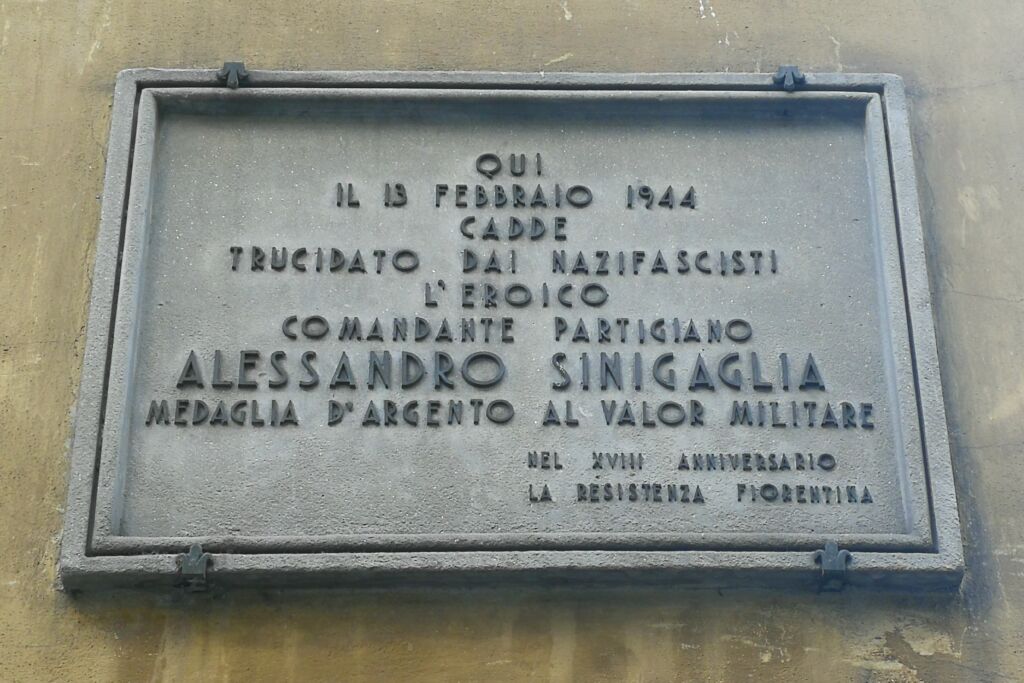 QUI
IL 13 FEBBRAIO 1944
CADDE
TRUCIDATO DAI NAZIFASCISTI
L'EROICO
COMANDANTE PARTIGIANO
ALESSANDRO SINIGAGLIA
MEDAGLIA D'ARGENTO AL VALOR MILITARE
NEL XVIII ANNIVERSARIO
LA RESISTENZA FIORENTINA